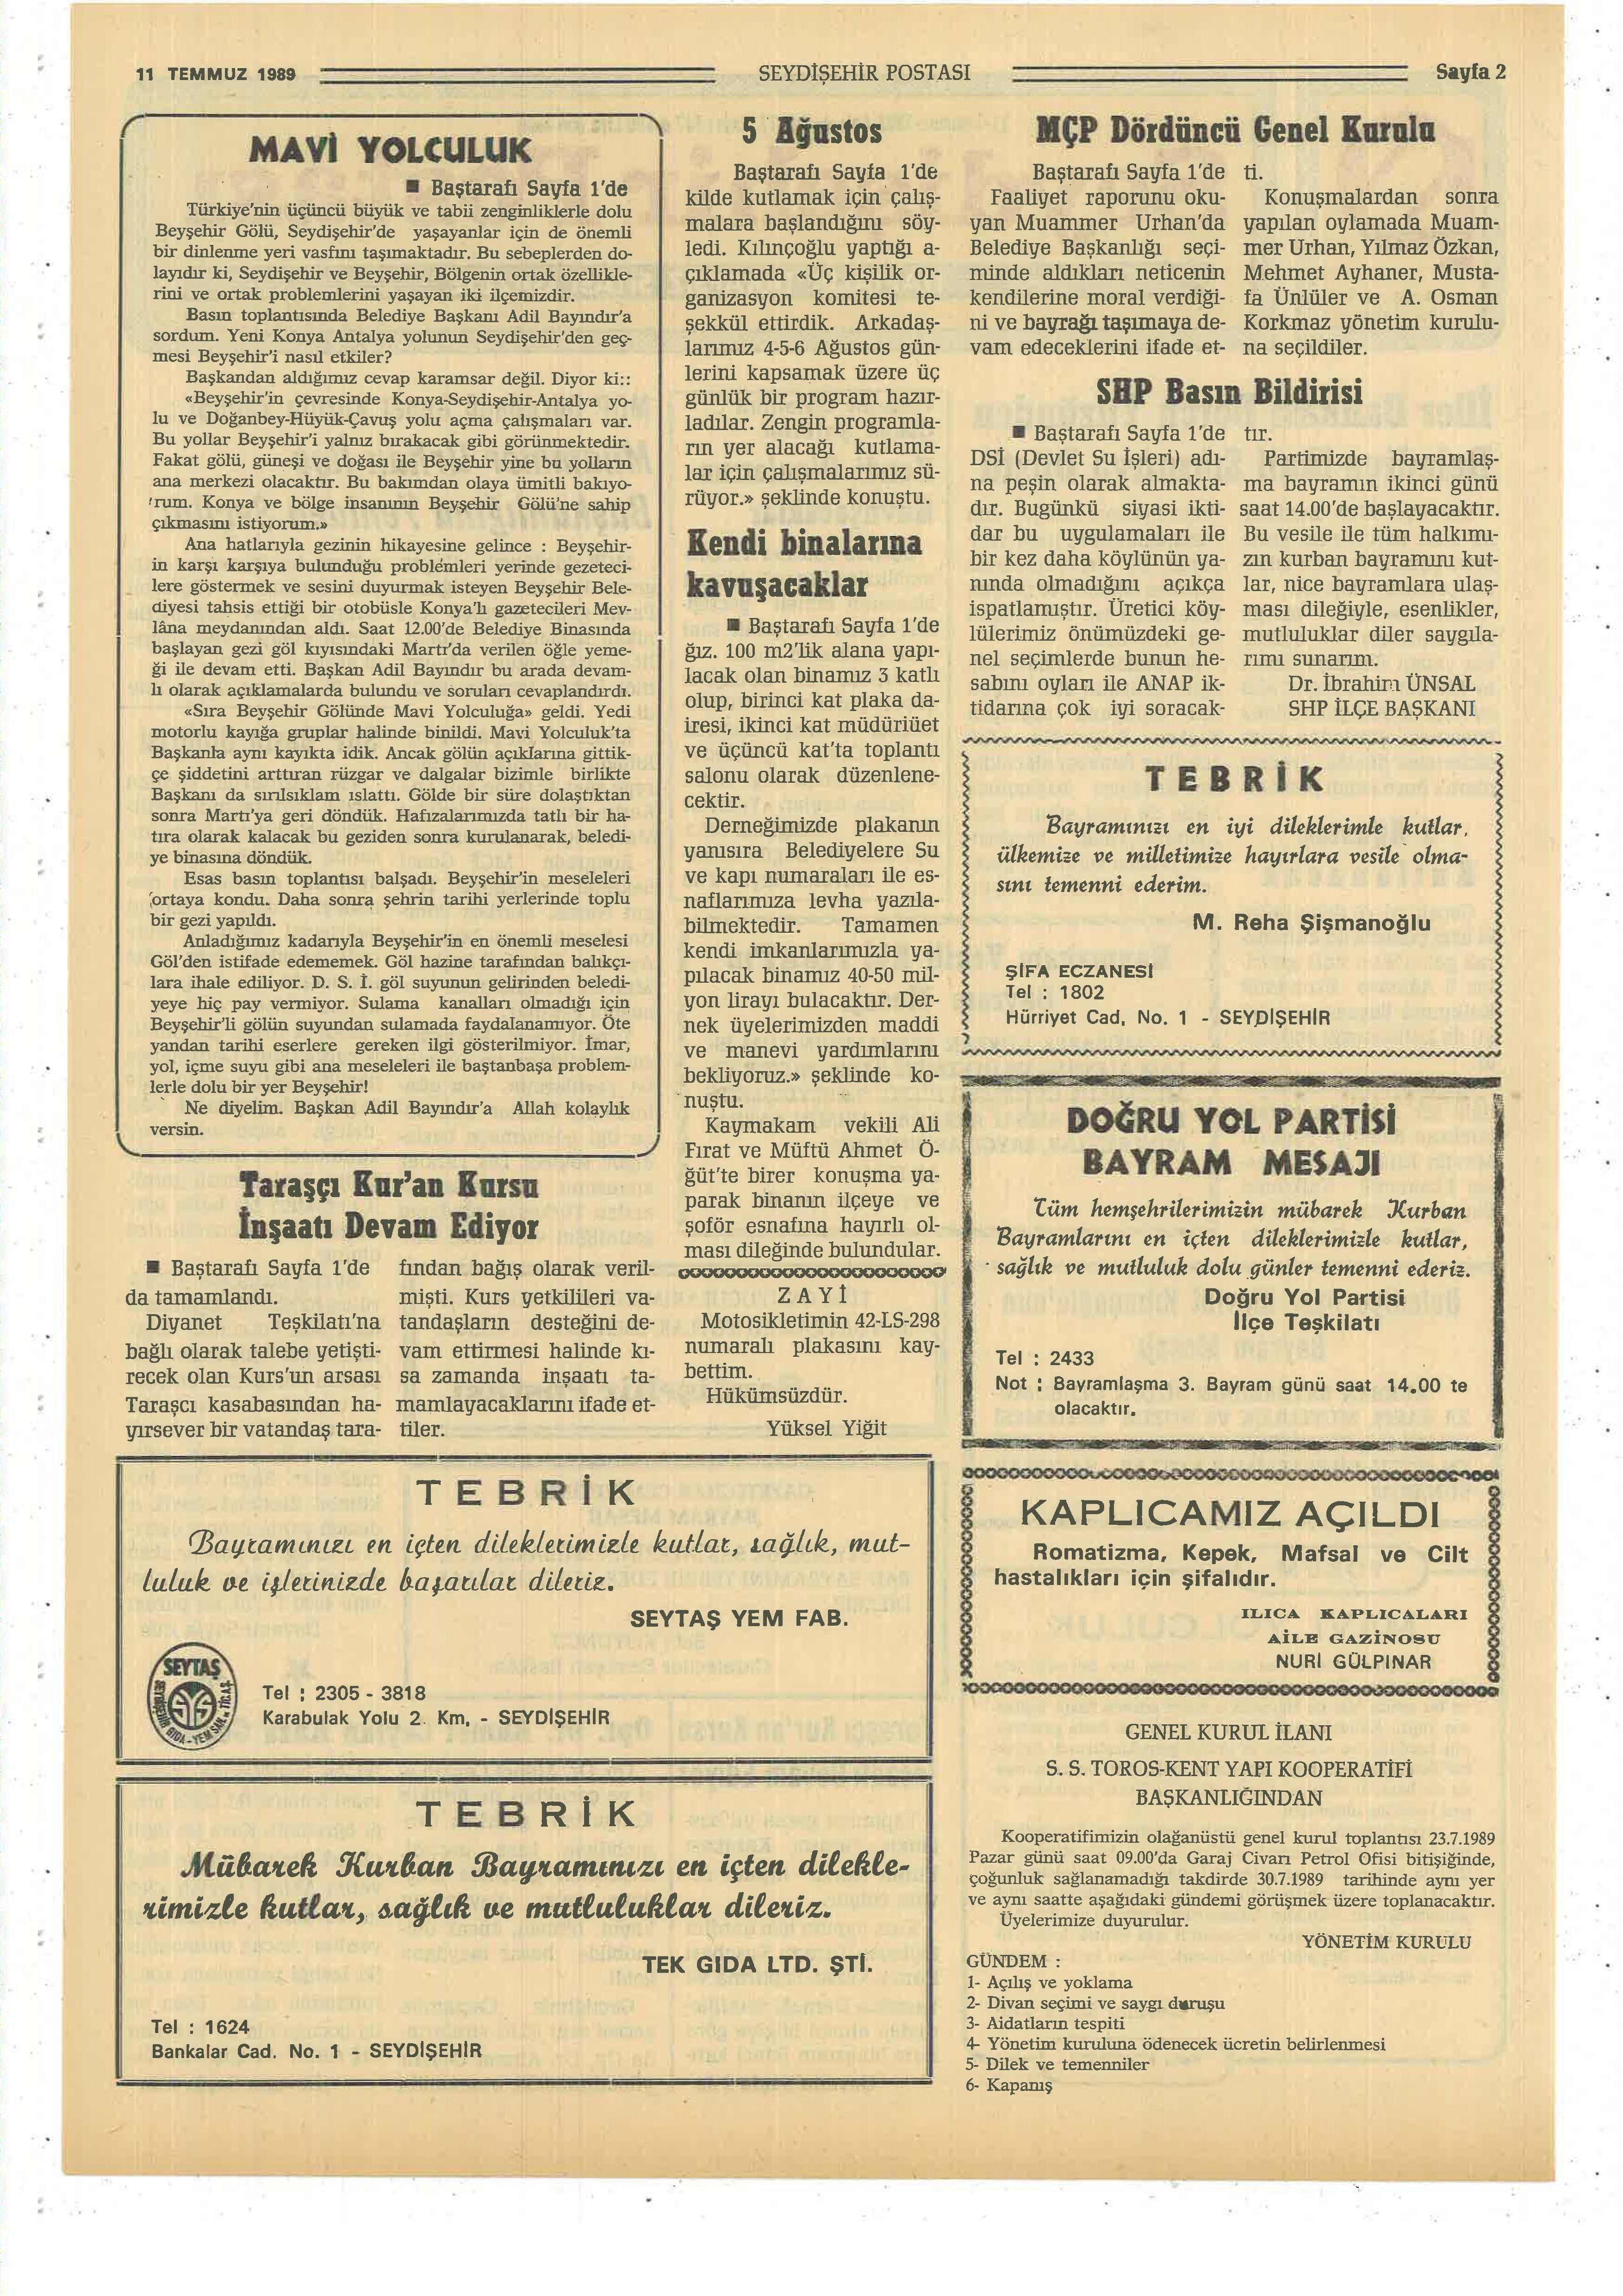 11 TEMMUZ 1989
SEYDİŞEHİR POSTASI
Sayfa 2
MAVİ YOLCULUK
■ Baştarafı Sayfa 1'de
Türkiye'nin üçüncü büyük ve tabii zenginliklerle dolu
Beyşehir Gölü, Seydişehir'de yaşayanlar için de önemli
bir dinlenme yeri vasfını taşımaktadır. Bu sebeplerden do-
layıdır ki, Seydişehir ve Beyşehir, Bölgenin ortak özellikle-
rini ve ortak problemlerini yaşayan iki ilçemizdir.
Basın toplantısında Belediye Başkanı Adil Bayındır'a
sordum. Yeni Konya Antalya yolunun Seydişehir'den geç-
mesi Beyşehir'i nasıl etkiler?
Başkandan aldığımız cevap karamsar değil. Diyor ki::
«Beyşehir'in çevresinde Konya-Seydişehir-Antalya yo-
lu ve Doğanbey-Hüyük-Çavuş yolu açma çalışmaları var.
Bu yollar Beyşehir'i yalnız bırakacak gibi görünmektedir.
Fakat gölü, güneşi ve doğası ile Beyşehir yine bu yolların
ana merkezi olacaktır. Bu bakımdan olaya ümitli bakıyo-
rum. Konya ve bölge insanının Beyşehir Gölü'ne sahip
çıkmasını istiyorum.»
Ana hatlarıyla gezinin hikayesine gelince : Beyşehir-
in karşı karşıya bulunduğu problemleri yerinde gezeteci-
lere göstermek ve sesini duyurmak isteyen Beyşehir Bele-
diyesi tahsis ettiği bir otobüsle Konya'lı gazetecileri Mev-
lâna meydanından aldı. Saat 12.00'de Belediye Binasında
başlayan gezi göl kıyısındaki Martı'da verilen öğle yeme-
ği ile devam etti. Başkan Adil Bayındır bu arada devam-
lı olarak açıklamalarda bulundu ve soruları cevaplandırdı.
«Sıra Beyşehir Gölünde Mavi Yolculuğa» geldi. Yedi
motorlu kayığa gruplar halinde binildi. Mavi Yolculuk'ta
Başkanla aynı kayıkta idik. Ancak gölün açıklarına gittik-
çe şiddetini arttıran rüzgar ve dalgalar bizimle birlikte
Başkanı da sırılsıklam ıslattı. Gölde bir süre dolaştıktan
sonra Martı'ya geri döndük. Hafızalarımızda tatlı bir ha-
tıra olarak kalacak bu geziden sonra kurulanarak, beledi-
ye binasına döndük.
Esas basın toplantısı balşadı. Beyşehir'in meseleleri
ortaya kondu. Daha sonra şehrin tarihi yerlerinde toplu
bir gezi yapıldı.
Anladığımız kadarıyla Beyşehir'in en önemli meselesi
Göl'den istifade edememek. Göl hazine tarafından balıkçı-
lara ihale ediliyor. D. S. İ. göl suyunun gelirinden beledi-
yeye hiç pay vermiyor. Sulama kanalları olmadığı için
Beyşehir'li gölün suyundan sulamada faydalanamıyor. Öte
yandan tarihi eserlere gereken ilgi gösterilmiyor. İmar,
yol, içme suyu gibi ana meseleleri ile baştanbaşa problem-
lerle dolu bir yer Beyşehir!
Ne diyelim. Başkan Adil Bayındır'a Allah kolaylık
versin.
Taraşçı Kur'an Kursu
İnşaatı Devam Ediyor
■ Baştarafı Sayfa 1'de
da tamamlandı.
Diyanet Teşkilatı'na
bağlı olarak talebe yetişti-
recek olan Kurs'un arsası
Taraşcı kasabasından ha-
yırsever bir vatandaş tara-
fından bağış olarak veril-
mişti. Kurs yetkilileri va-
tandaşların desteğini de-
vam ettirmesi halinde kı-
sa zamanda inşaatı ta-
mamlayacaklarını ifade et-
tiler.
5 Ağustos
Baştarafı Sayfa 1'de
kilde kutlamak için çalış-
malara başlandığını söy-
ledi. Kılınçoğlu yaptığı a-
çıklamada «Üç kişilik or-
ganizasyon komitesi te-
şekkül ettirdik. Arkadaş-
larımız 4-5-6 Ağustos gün-
lerini kapsamak üzere üç
günlük bir program hazır-
ladılar. Zengin programla-
rın yer alacağı kutlama-
lar için çalışmalarımız sü-
rüyor.» şeklinde konuştu.
Kendi binalarına
kavuşacaklar
■ Baştarafı Sayfa 1'de
ğız. 100 m2'lik alana yapı-
lacak olan binamız 3 katlı
olup, birinci kat plaka da-
iresi, ikinci kat müdüriüet
ve üçüncü kat'ta toplantı
salonu olarak düzenlene-
cektir.
Derneğimizde plakanın
yanısıra Belediyelere Su
ve kapı numaraları ile es-
naflarımıza levha yazıla-
bilmektedir. Tamamen
kendi imkanlarımızla ya-
pılacak binamız 40-50 mil-
yon lirayı bulacaktır. Der-
nek üyelerimizden maddi
ve manevi yardımlarını
bekliyoruz.» şeklinde ko-
nuştu.
Kaymakam vekili Ali
Fırat ve Müftü Ahmet Ö-
ğüt'te birer konuşma ya-
parak binanın ilçeye ve
şoför esnafına hayırlı ol-
ması dileğinde bulundular.
ZAYİ
Motosikletimin 42-LS-298
numaralı plakasını kay-
bettim.
Hükümsüzdür.
Yüksel Yiğit
MÇP Dördüncü Genel Kurulu
Baştarafı Sayfa 1'de
Faaliyet raporunu oku-
yan Muammer Urhan'da
Belediye Başkanlığı seçi-
minde aldıkları neticenin
kendilerine moral verdiği-
ni ve bayrağı taşımaya de-
vam edeceklerini ifade et-
ti.
Konuşmalardan sonra
yapılan oylamada Muam-
mer Urhan, Yılmaz Özkan,
Mehmet Ayhaner, Musta-
fa Ünlüler ve A. Osman
Korkmaz yönetim kurulu-
na seçildiler.
SHP Basın Bildirisi
■ Baştarafı Sayfa 1'de
DSİ (Devlet Su İşleri) adı-
na peşin olarak almakta-
dır. Bugünkü siyasi ikti-
dar bu uygulamaları ile
bir kez daha köylünün ya-
nında olmadığını açıkça
ispatlamıştır. Üretici köy-
lülerimiz önümüzdeki ge-
nel seçimlerde bunun he-
sabını oyları ile ANAP ik-
tidarına çok iyi soracak-
tır.
Partimizde bayramlaş-
ma bayramın ikinci günü
saat 14.00'de başlayacaktır.
Bu vesile ile tüm halkımı-
zın kurban bayramını kut-
lar, nice bayramlara ulaş-
ması dileğiyle, esenlikler,
mutluluklar diler saygıla-
rımı sunarım.
Dr. İbrahim ÜNSAL
SHP İLÇE BAŞKANI
TEBRİK
Bayramınızı en iyi dileklerimle kutlar,
ülkemize ve milletimize hayırlara vesile olma-
sını temenni ederim.
M. Reha Şişmanoğlu
ŞİFA ECZANESİ
Tel : 1802
Hürriyet Cad. No. 1 - SEYDİŞEHİR
DOĞRU YOL PARTİSİ
BAYRAM MESAJI
Tüm hemşehrilerimizin mübarek Kurban
Bayramlarını en içten dileklerimizle kutlar,
sağlık ve mutluluk dolu günler temenni ederiz.
Doğru Yol Partisi
İlçe Teşkilatı
Tel : 2433
Not : Bayramlaşma 3. Bayram günü saat 14.00 te
olacaktır.
TEBRİK
Bayramınızı en içten dileklerimizle kutlar, sağlık, mut-
luluk ve işlerinizde başarılar dileriz.
SEYTAŞ YEM FAB.
SEYTAŞ
SEYDİŞEHİR GIDA-YEM SAN. ve TİC.AŞ.
Tel : 2305 - 3818
Karabulak Yolu 2. Km. - SEYDİŞEHİR
TEBRİK
Mübarek Kurban Bayramınızı en içten dilekle-
rimizle kutlar, sağlık ve mutluluklar dileriz.
TEK GIDA LTD. ŞTİ.
Tel : 1624
Bankalar Cad. No. 1 - SEYDİŞEHİR
KAPLICAMIZ AÇILDI
Romatizma, Kepek, Mafsal ve Cilt
hastalıkları için şifalıdır.
ILICA KAPLICALARI
AİLE GAZİNOSU
NURİ GÜLPINAR
GENEL KURUL İLANI
S. S. TOROS-KENT YAPI KOOPERATİFİ
BAŞKANLIĞINDAN
Kooperatifimizin olağanüstü genel kurul toplantısı 23.7.1989
Pazar günü saat 09.00'da Garaj Civarı Petrol Ofisi bitişiğinde,
çoğunluk sağlanamadığı takdirde 30.7.1989 tarihinde aynı yer
ve aynı saatte aşağıdaki gündemi görüşmek üzere toplanacaktır.
Üyelerimize duyurulur.
YÖNETİM KURULU
GÜNDEM :
1- Açılış ve yoklama
2- Divan seçimi ve saygı duruşu
3- Aidatların tespiti
4- Yönetim kuruluna ödenecek ücretin belirlenmesi
5- Dilek ve temenniler
6- Kapanış